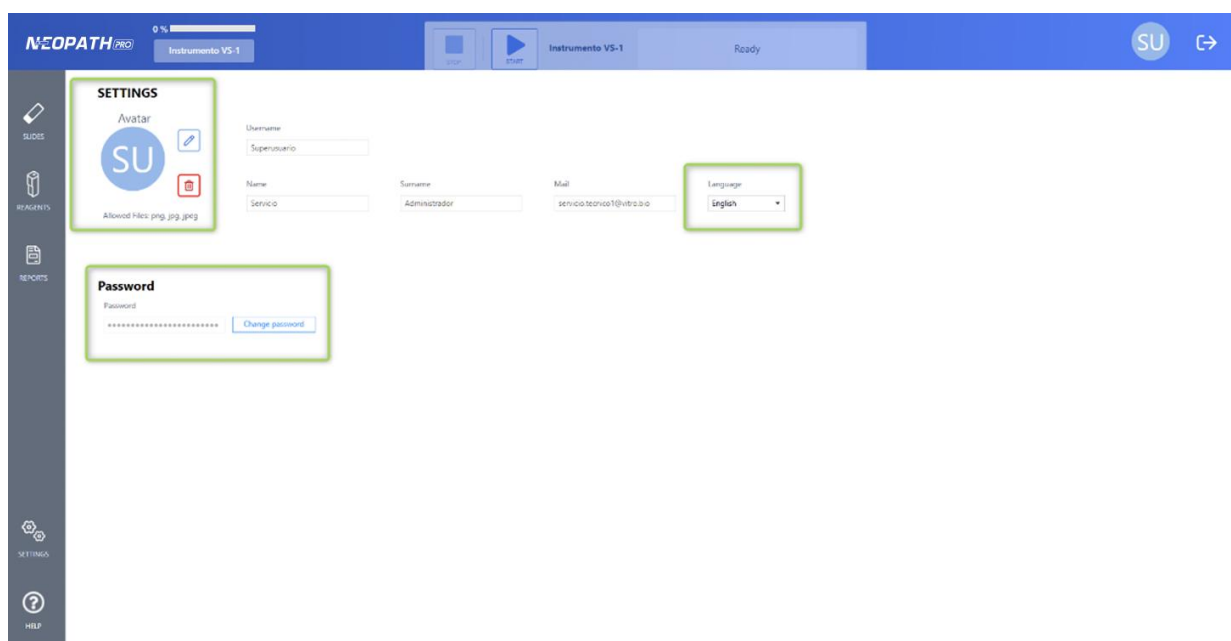 NEOPATH PRO
0 %
Instrumento VS-1
STOP
START
Instrumento VS-1
Ready
SU
SLIDES
REAGENTS
REPORTS
SETTINGS
HELP
SETTINGS
Avatar
SU
Allowed Files: png, jpg, jpeg
Username
Superusuario
Name
Servicio
Surname
Administrador
Mail
servicio.tecnico1@vitro.bio
Language
English
Password
Password
************************
Change password